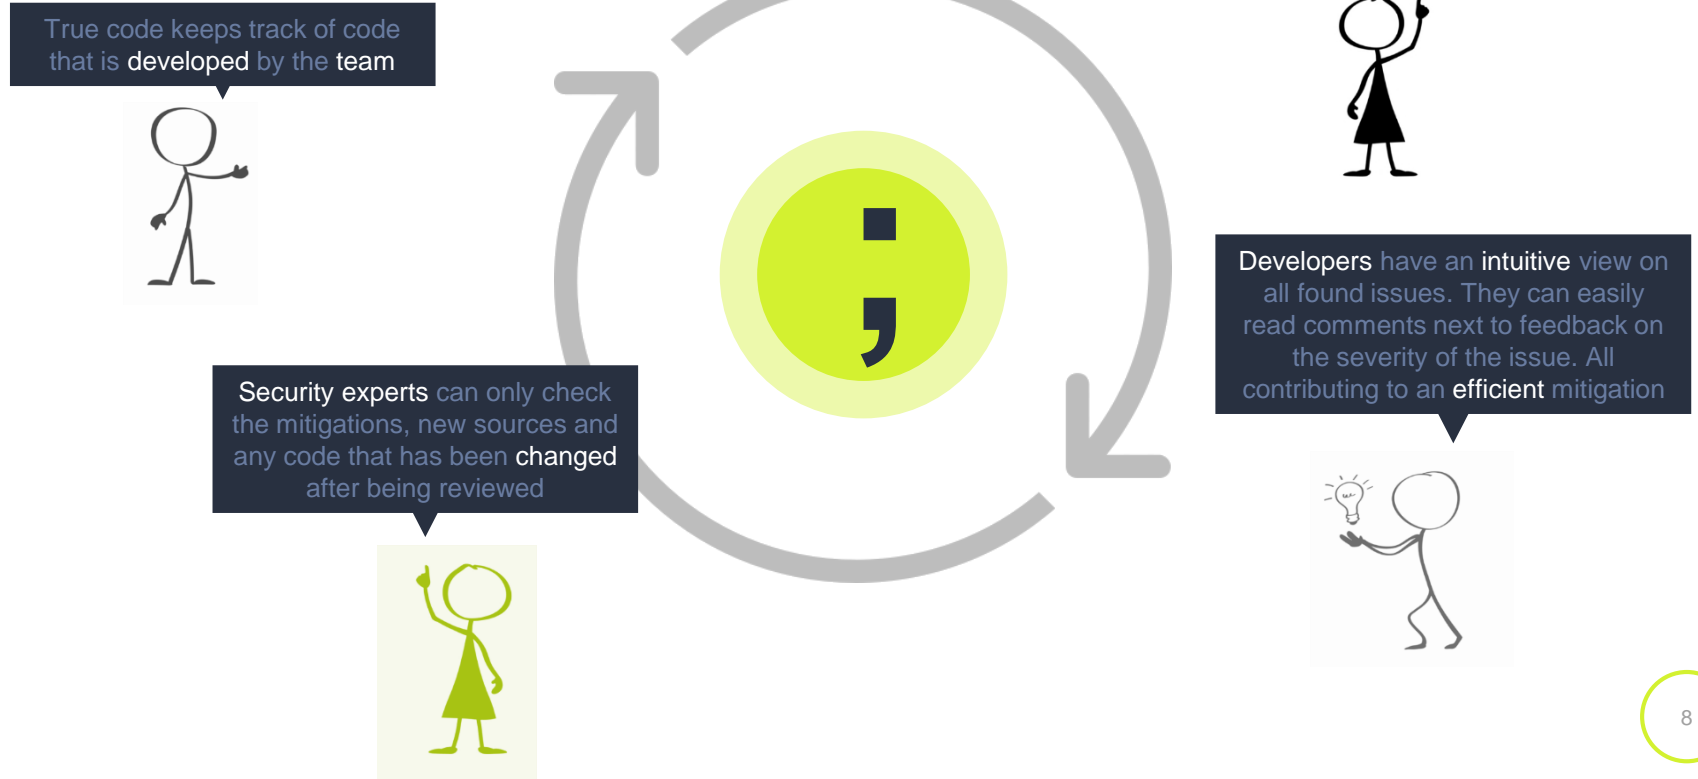 True code keeps track of code
that is developed by the team
;
Developers have an intuitive view on
all found issues. They can easily
read comments next to feedback on
the severity of the issue. All
contributing to an efficient mitigation
Security experts can only check
the mitigations, new sources and
any code that has been changed
after being reviewed
8